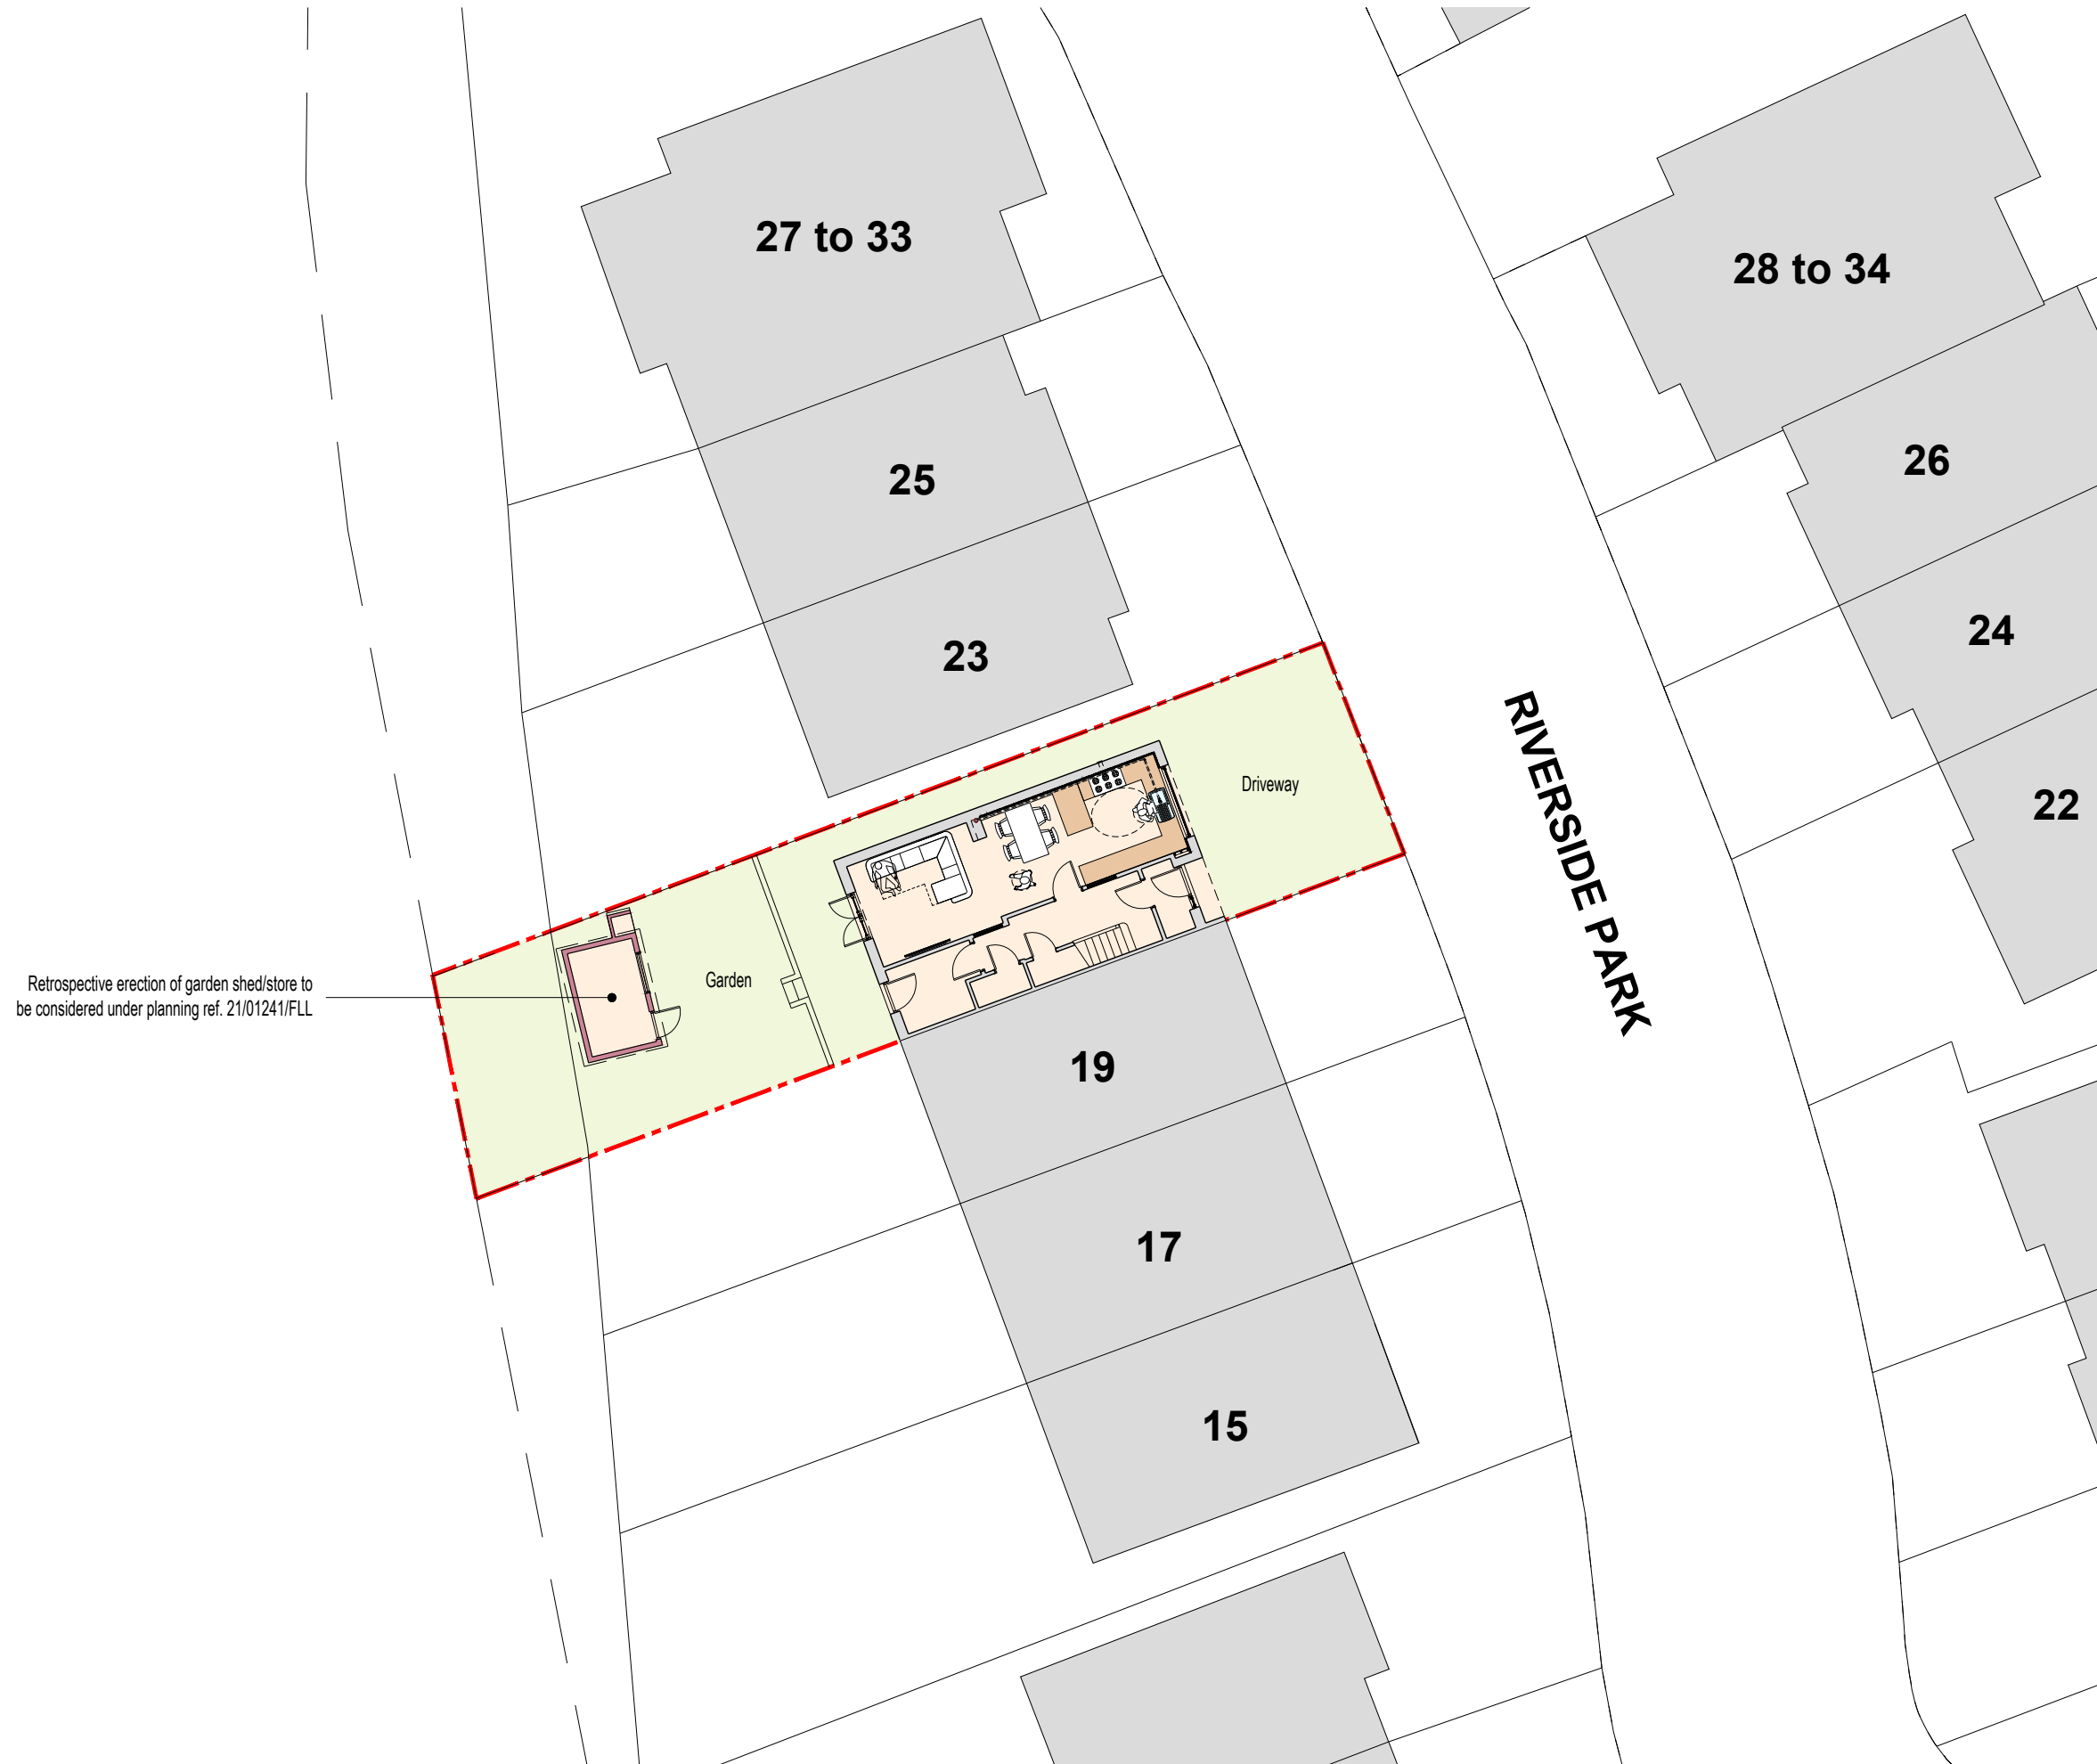 27 to 33
28 to 34
25
26
23
24
22
Driveway
RIVERSIDE PARK
Garden
Retrospective erection of garden shed/store to
be considered under planning ref. 21/01241/FLL
19
17
15